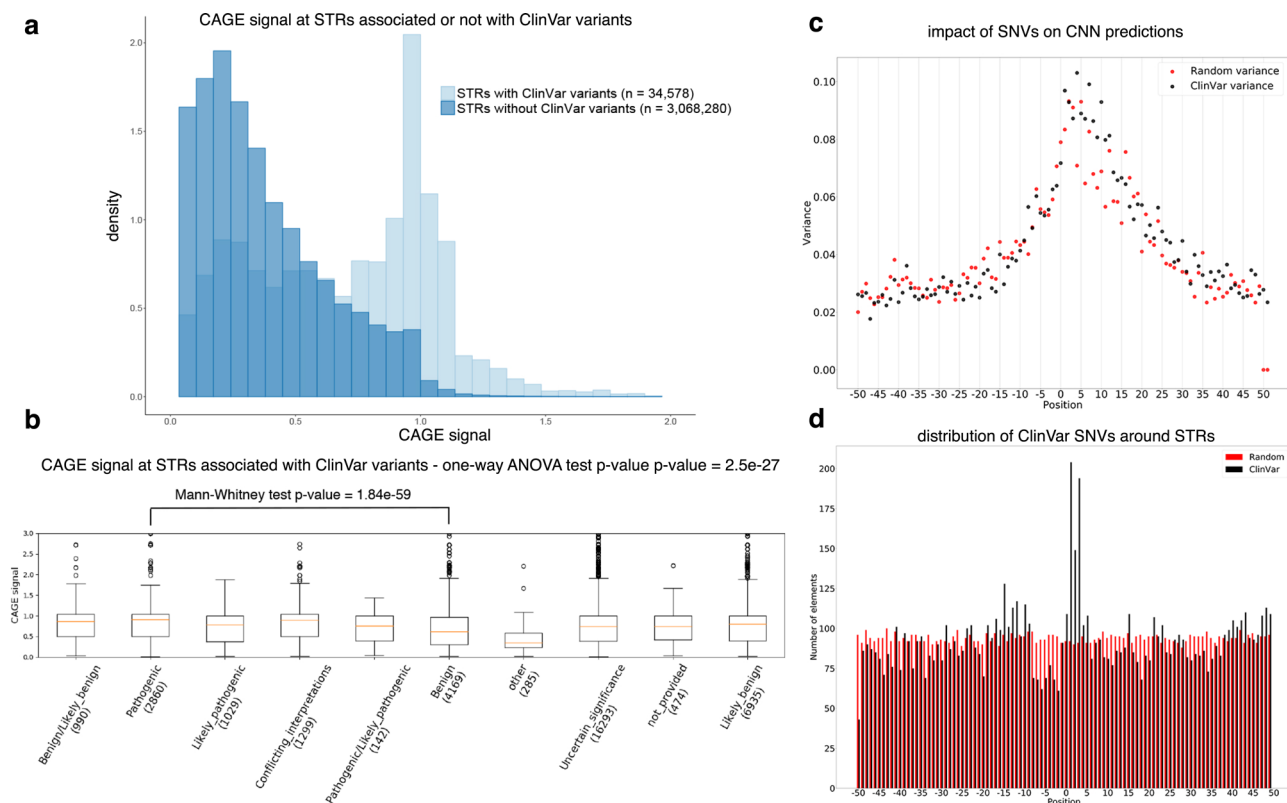 a
CAGE signal at STRs associated or not with ClinVar variants
2.0
1.5
1.0
0.5
0.0
density
STRs with ClinVar variants (n = 34,578)
STRs without ClinVar variants (n = 3,068,280)
0.0 0.5 1.0 1.5 2.0
CAGE signal
b
CAGE signal at STRs associated with ClinVar variants - one-way ANOVA test p-value p-value = 2.5e-27
Mann-Whitney test p-value = 1.84e-59
3.0
2.5
2.0
1.5
1.0
0.5
0.0
CAGE signal
Benign/Likely_benign
(990)
Pathogenic
(2860)
Likely_pathogenic
(1029)
Conflicting_interpretations
(1299)
Pathogenic/Likely_pathogenic
(142)
Benign
(4169)
other
(285)
Uncertain_significance
(16293)
not_provided
(474)
Likely_benign
(6935)
c
impact of SNVs on CNN predictions
Random variance
ClinVar variance
0.10
0.08
0.06
0.04
0.02
0.00
Variance
-50 -45 -40 -35 -30 -25 -20 -15 -10 -5 0 5 10 15 20 25 30 35 40 45 50
Position
d
distribution of ClinVar SNVs around STRs
Random
ClinVar
200
175
150
125
100
75
50
25
0
Number of elements
-50 -45 -40 -35 -30 -25 -20 -15 -10 -5 0 5 10 15 20 25 30 35 40 45 50
Position